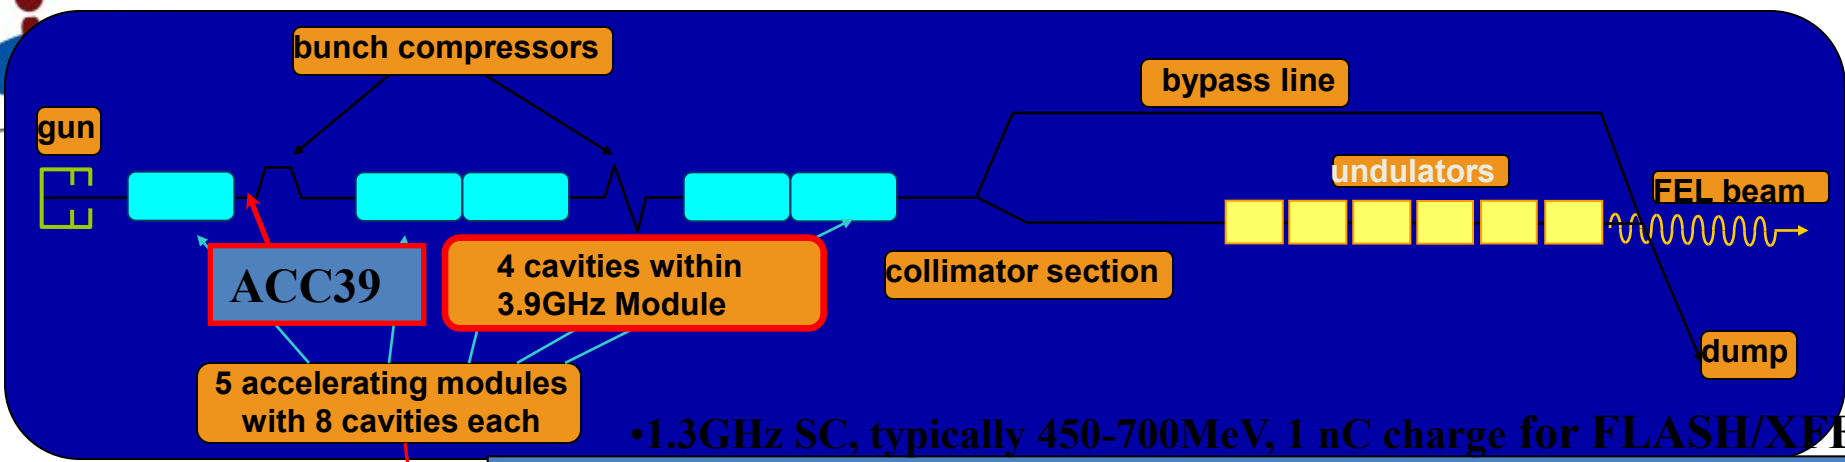 bunch compressors
bypass line
gun
undulators
FEL beam
ACC39
4 cavities within
3.9GHz Module
collimator section
dump
5 accelerating modules
with 8 cavities each
•1.3GHz SC, typically 450-700MeV, 1 nC charge for FLASH/XFE